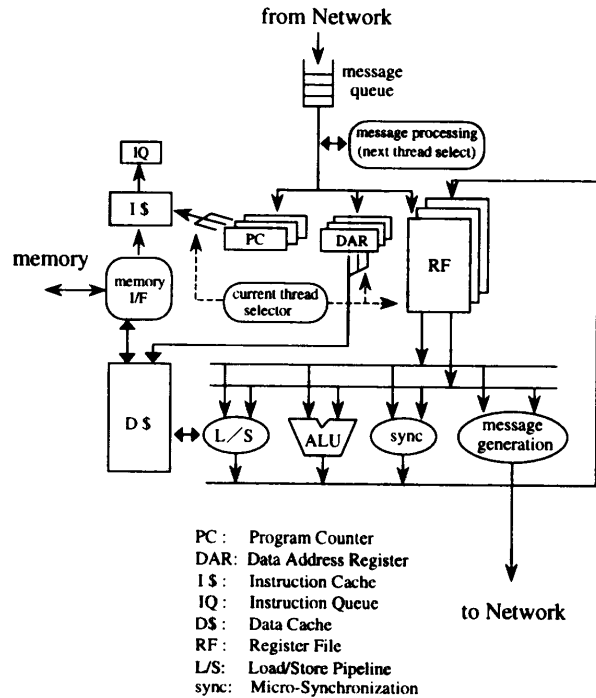 from Network
message
queue
message processing
(next thread select)
IQ
I $
PC
DAR
RF
memory
memory
I/F
current thread
selector
D $
L/S
ALU
sync
message
generation
PC : Program Counter
DAR: Data Address Register
I $ : Instruction Cache
IQ : Instruction Queue
D$ : Data Cache
RF : Register File
L/S: Load/Store Pipeline
sync: Micro-Synchronization
to Network